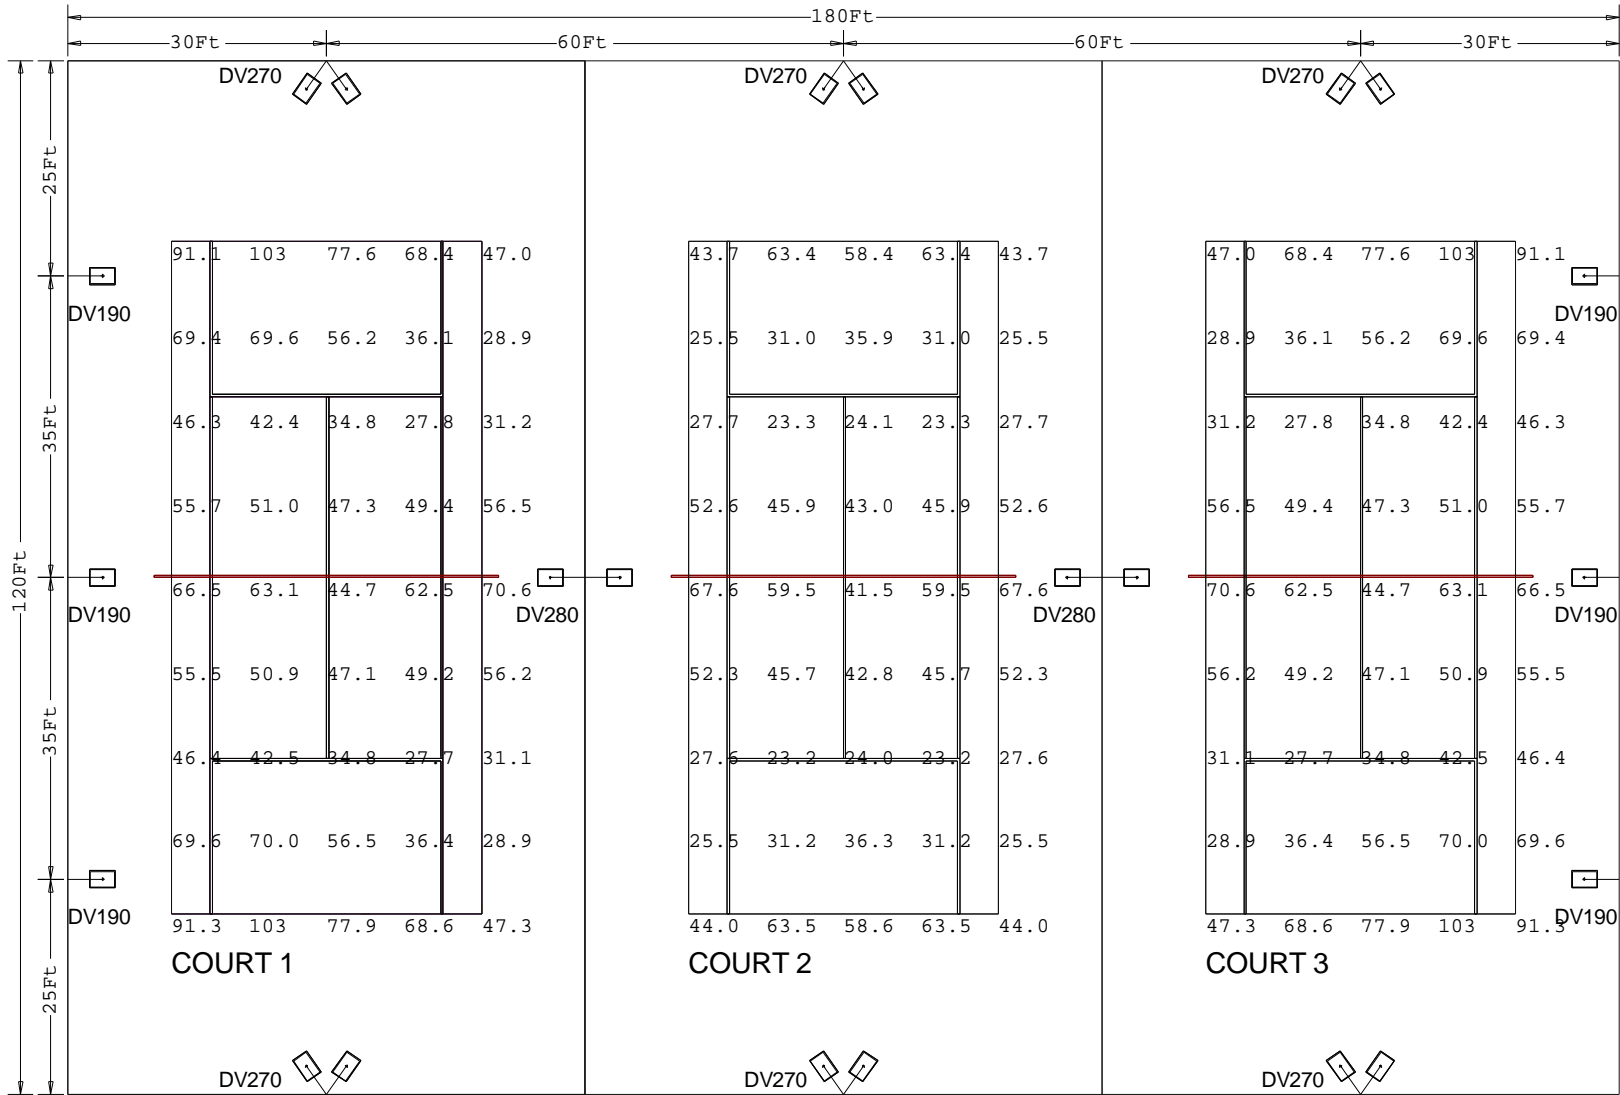 180Ft
30Ft 60Ft 60Ft 30Ft
DV270 DV270 DV270
25Ft
91.1 103 77.6 68.4 47.0 43.7 63.4 58.4 63.4 43.7 47.0 68.4 77.6 103 91.1
DV190 DV190
69.4 69.6 56.2 36.1 28.9 25.5 31.0 35.9 31.0 25.5 28.9 36.1 56.2 69.6 69.4
35Ft
46.3 42.4 34.8 27.8 31.2 27.7 23.3 24.1 23.3 27.7 31.2 27.8 34.8 42.4 46.3
55.7 51.0 47.3 49.4 56.5 52.6 45.9 43.0 45.9 52.6 56.5 49.4 47.3 51.0 55.7
120Ft
66.5 63.1 44.7 62.5 70.6 67.6 59.5 41.5 59.5 67.6 70.6 62.5 44.7 63.1 66.5
DV190 DV280 DV280 DV190
55.5 50.9 47.1 49.2 56.2 52.3 45.7 42.8 45.7 52.3 56.2 49.2 47.1 50.9 55.5
35Ft
46.4 42.5 34.8 27.7 31.1 27.6 23.2 24.0 23.2 27.6 31.1 27.7 34.8 42.5 46.4
69.6 70.0 56.5 36.4 28.9 25.5 31.2 36.3 31.2 25.5 28.9 36.4 56.5 70.0 69.6
DV190 DV190
91.3 103 77.9 68.6 47.3 44.0 63.5 58.6 63.5 44.0 47.3 68.6 77.9 103 91.3
COURT 1 COURT 2 COURT 3
25Ft
DV270 DV270 DV270